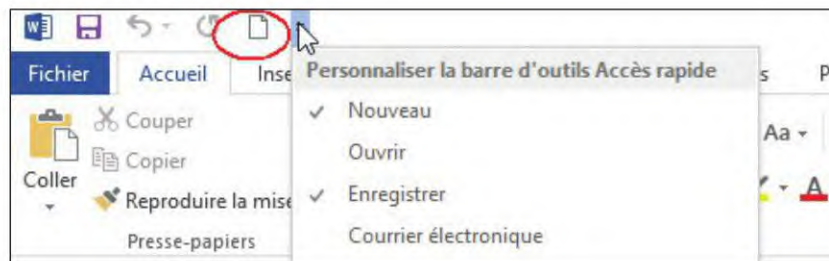 Fichier Accueil Inse Personnaliser la barre d'outils Accès rapide s P
Couper
Copier
Coller
Reproduire la mise
Presse-papiers
Nouveau
Ouvrir
Enregistrer
Courrier électronique
Aa
A